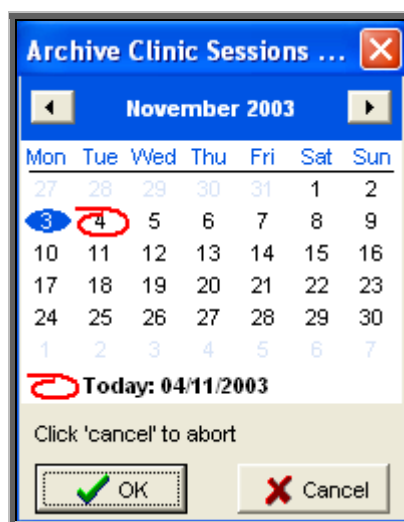 Archive Clinic Sessions ...
November 2003
Mon Tue Wed Thu Fri Sat Sun
27 28 29 30 31 1 2
3 4 5 6 7 8 9
10 11 12 13 14 15 16
17 18 19 20 21 22 23
24 25 26 27 28 29 30
1 2 3 4 5 6 7
Today: 04/11/2003
Click 'cancel' to abort
OK Cancel